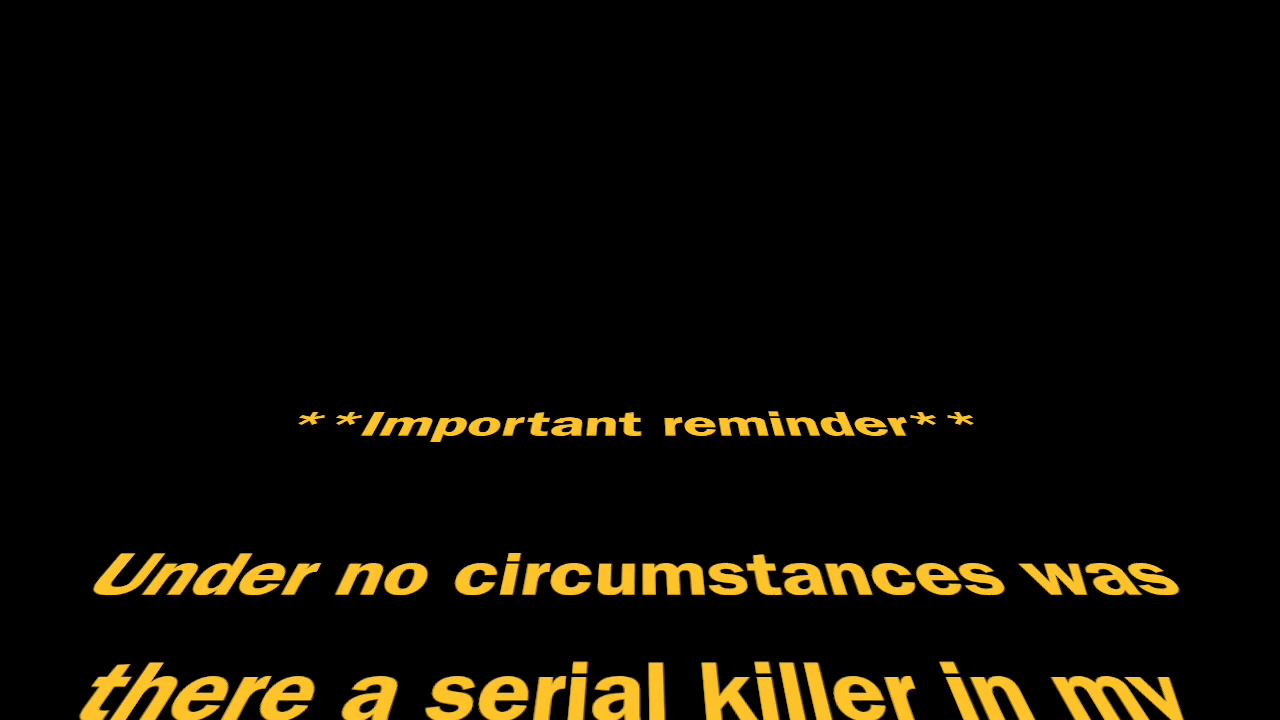 **Important reminder**
Under no circumstances was
there a serial killer in my